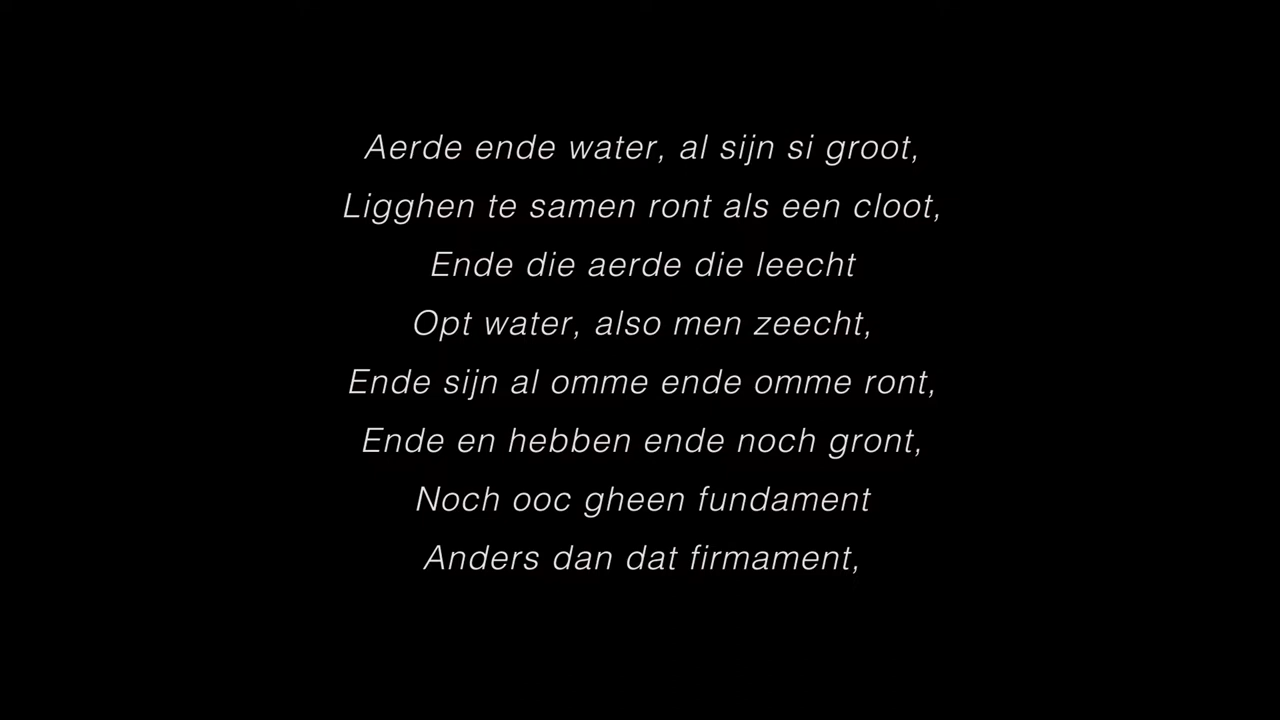 Aerde ende water, al sijn si groot,
Ligghen te samen ront als een cloot,
Ende die aerde die leecht
Opt water, also men zeecht,
Ende sijn al omme ende omme ront,
Ende en hebben ende noch gront,
Noch ooc gheen fundament
Anders dan dat firmament,